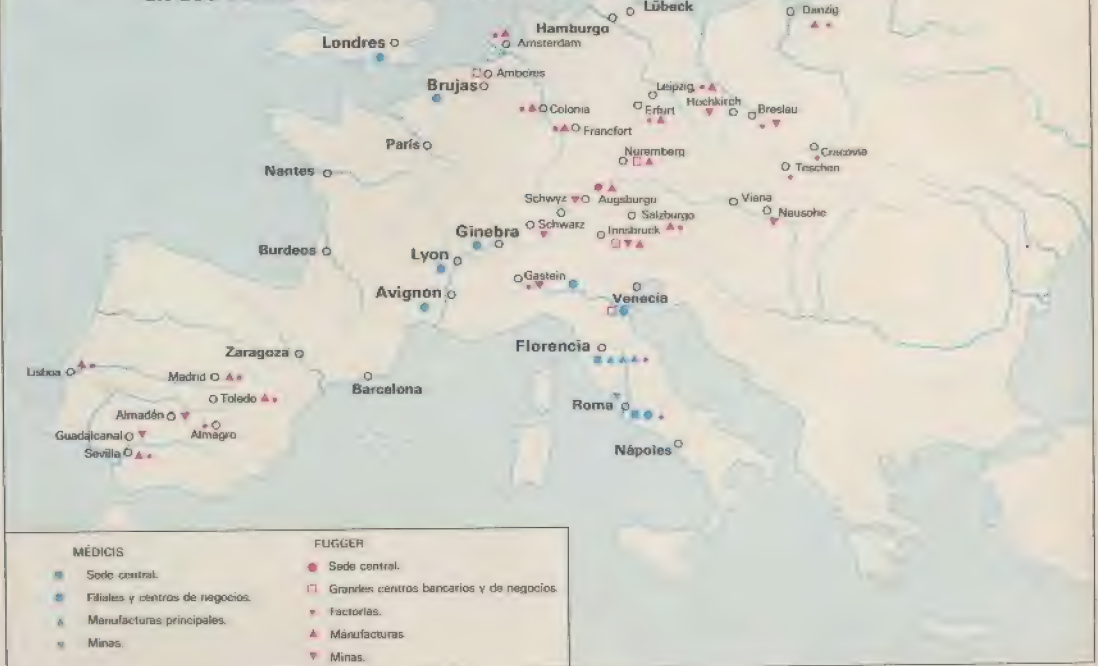 Lübeck
Danzig
Hamburgo
Londres
Amsterdam
Amberes
Brujas
Leipzig
Colonia
Erfurt
Hochkirch
Breslau
Francfort
París
Cracovia
Nuremberg
Teschen
Nantes
Schwyz
Augsburgo
Viana
Salzburgo
Neusohe
Schwarz
Innsbruck
Ginebra
Burdeos
Lyon
Gastein
Avignon
Venecia
Florencia
Zaragoza
Lisboa
Madrid
Barcelona
Toledo
Roma
Almadén
Guadalcanal
Almagro
Sevilla
Nápoles
MÉDICIS
Sede central.
Filiales y centros de negocios.
Manufacturas principales.
Minas.
FUGGER
Sede central.
Grandes centros bancarios y de negocios.
Factorías.
Manufacturas
Minas.